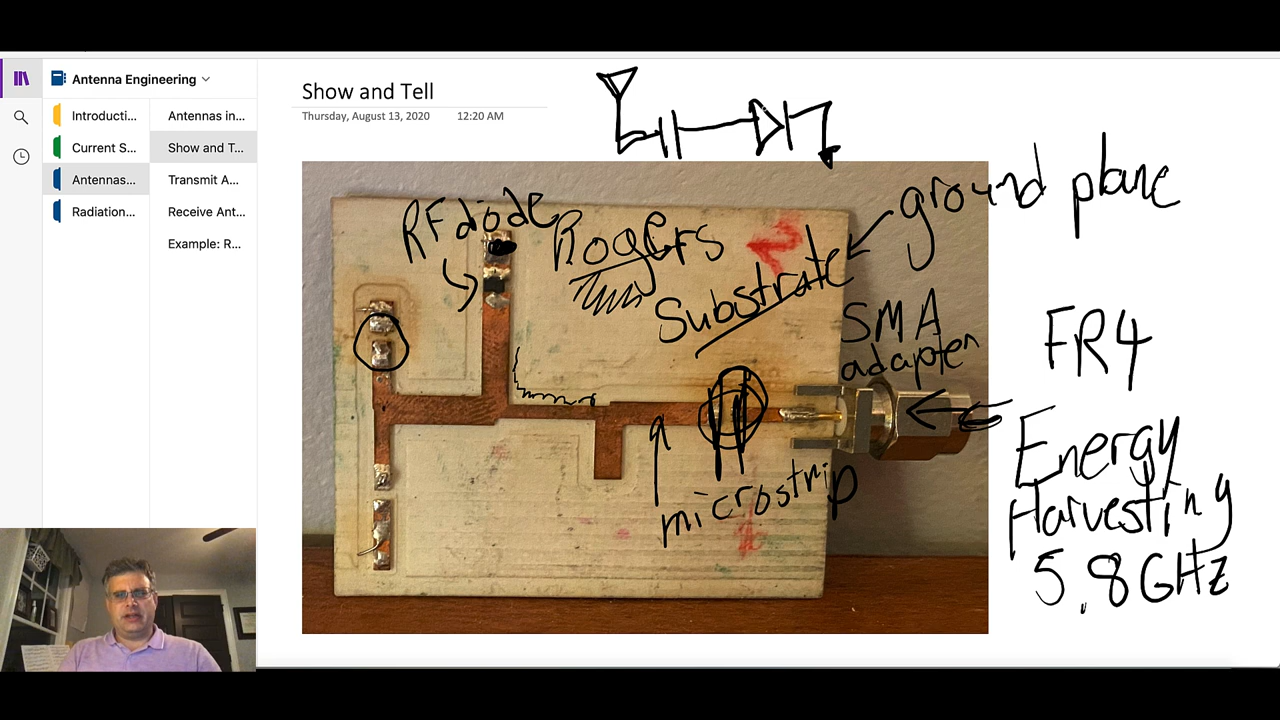 Antenna Engineering
Introducti...
Current S...
Antennas...
Radiation...
Antennas in...
Show and T...
Transmit A...
Receive Ant...
Example: R...
Show and Tell
Thursday, August 13, 2020 12:20 AM
RF diode
Rogers
Substrate
ground plane
SMA
adapter
FR4
microstrip
Energy
Harvesting
5.8GHz